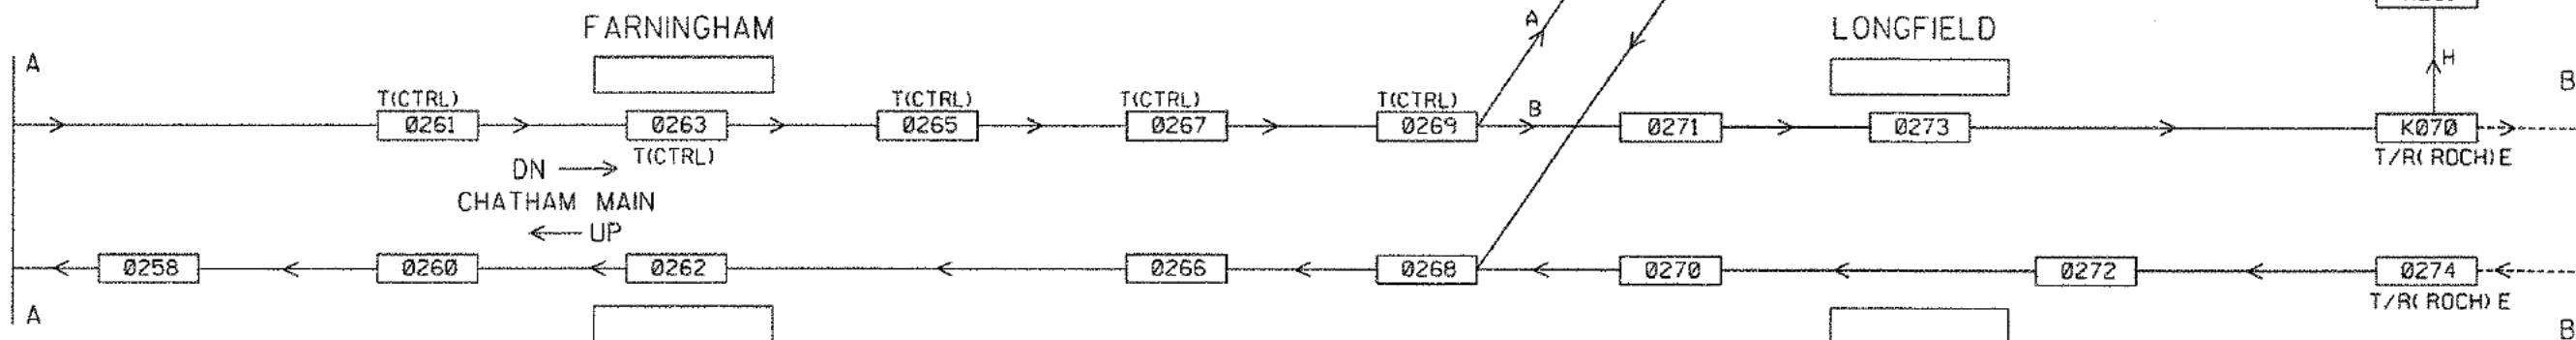 FARNINGHAM
LONGFIELD
A
A
B
H
B
T(CTRL)
T(CTRL)
T(CTRL)
T(CTRL)
0261
0263
0265
0267
0269
0271
0273
K070
T(CTRL)
T/R(ROCH)E
DN
CHATHAM MAIN
UP
0258
0260
0262
0266
0268
0270
0272
0274
T/R(ROCH)E
A
B